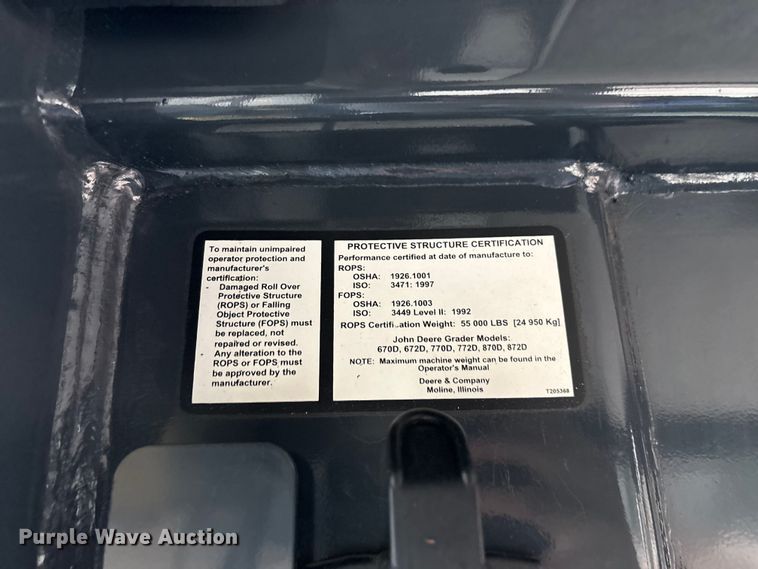 To maintain unimpaired
operator protection and
manufacturer's
certification:
- Damaged Roll Over
Protective Structure
(ROPS) or Falling
Object Protective
Structure (FOPS) must
be replaced, not
repaired or revised.
Any alteration to the
ROPS or FOPS must
be approved by the
manufacturer.
PROTECTIVE STRUCTURE CERTIFICATION
Performance certified at date of manufacture to:
ROPS:
OSHA: 1926.1001
ISO: 3471: 1997
FOPS:
OSHA: 1926.1003
ISO: 3449 Level II: 1992
ROPS Certification Weight: 55 000 LBS [24 950 Kg]
John Deere Grader Models:
670D, 672D, 770D, 772D, 870D, 872D
NOTE: Maximum machine weight can be found in the
Operator's Manual
Deere & Company
Moline, Illinois
T205368
Purple Wave Auction